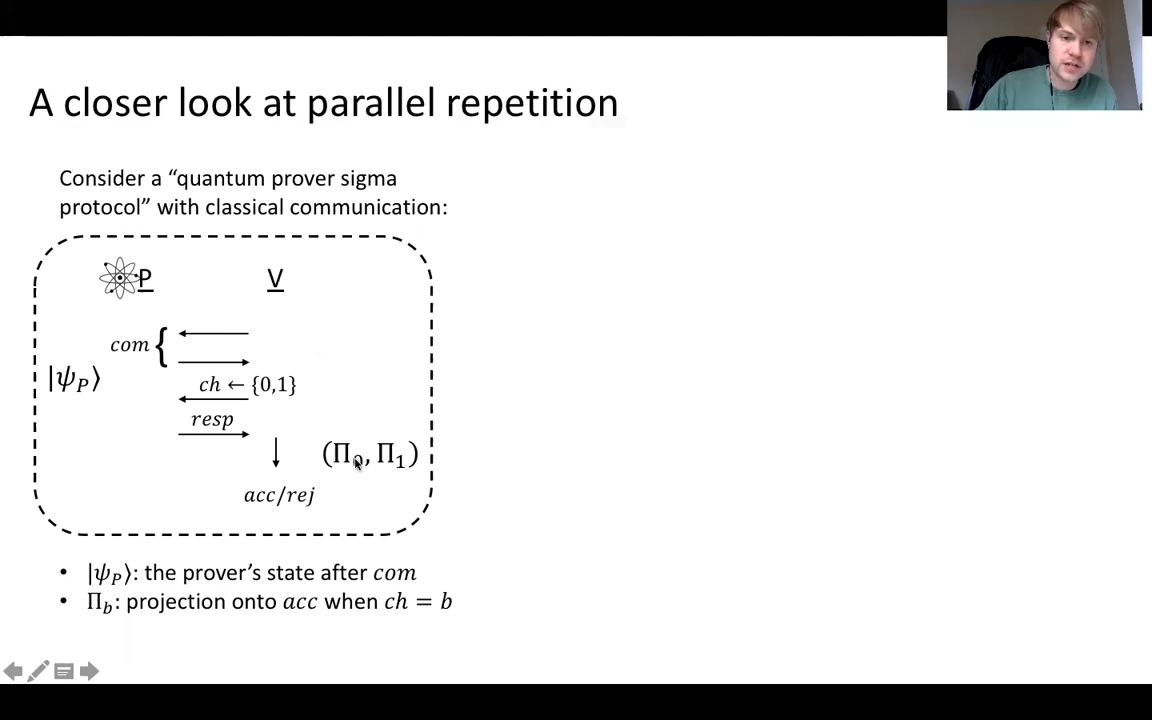 A closer look at parallel repetition
Consider a “quantum prover sigma
protocol” with classical communication:
P V
com {
|ψ_P⟩
ch ← {0,1}
resp
(Π_0, Π_1)
acc/rej
• |ψ_P⟩: the prover’s state after com
• Π_b: projection onto acc when ch = b